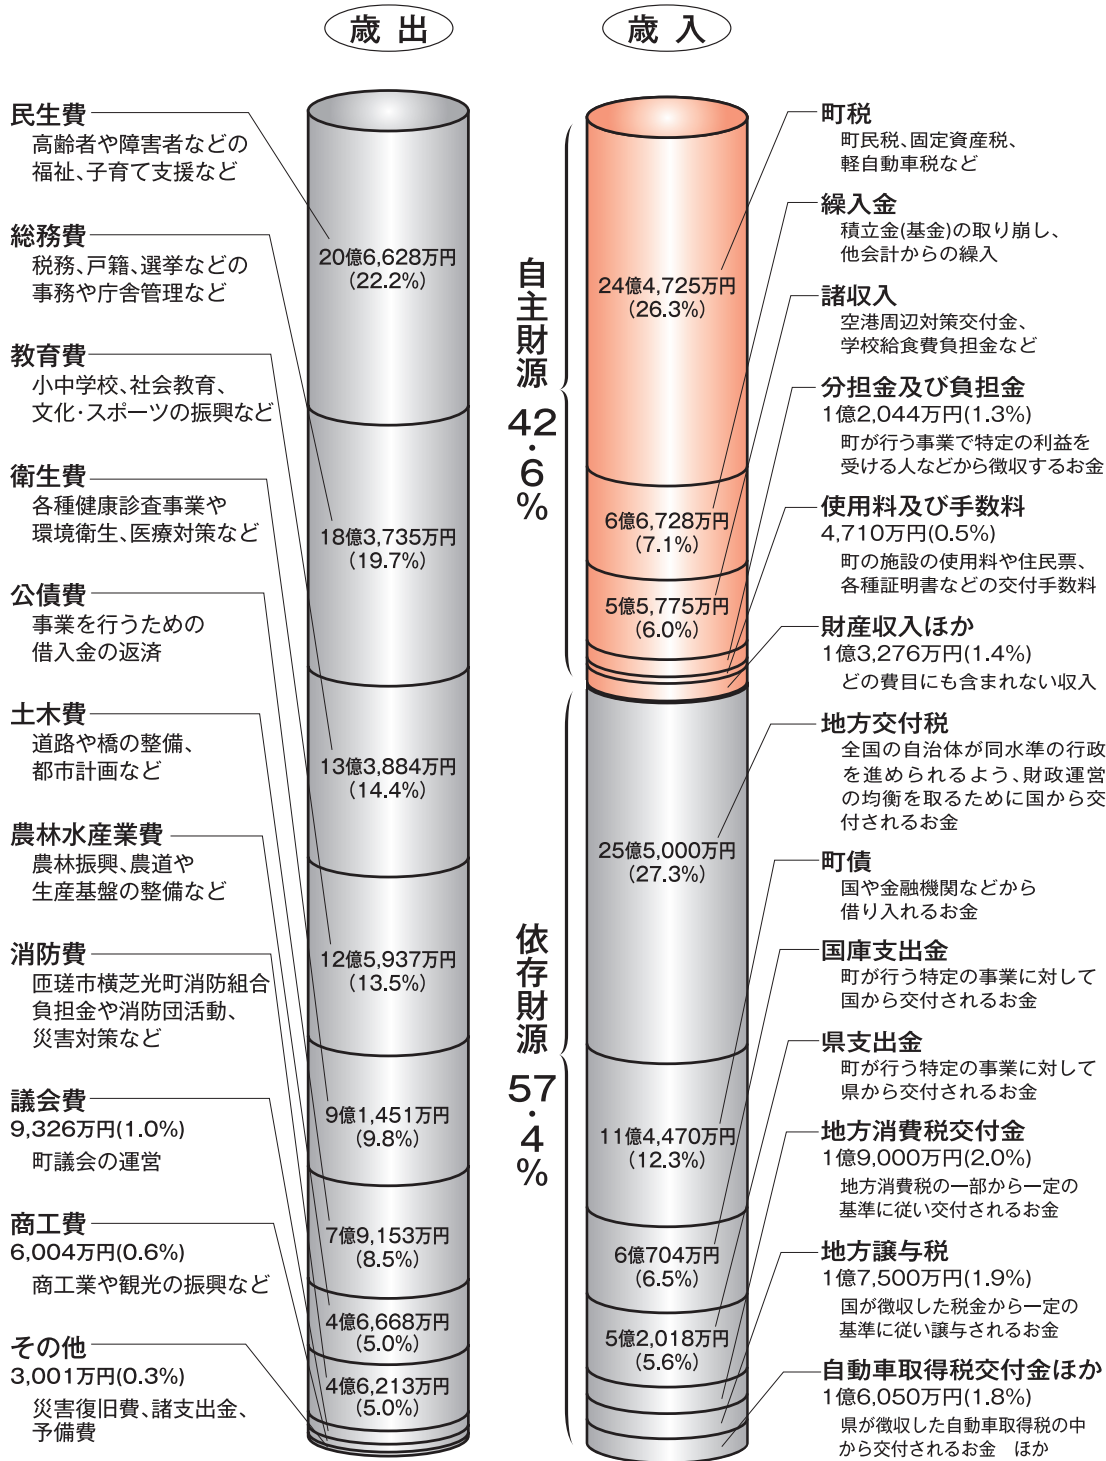 歳出
民生費
高齢者や障害者などの
福祉、子育て支援など
総務費
税務、戸籍、選挙などの
事務や庁舎管理など
教育費
小中学校、社会教育、
文化・スポーツの振興など
衛生費
各種健康診査事業や
環境衛生、医療対策など
公債費
事業を行うための
借入金の返済
土木費
道路や橋の整備、
都市計画など
農林水産業費
農林振興、農道や
生産基盤の整備など
消防費
匝瑳市横芝光町消防組合
負担金や消防団活動、
災害対策など
議会費
9,326万円(1.0%)
町議会の運営
商工費
6,004万円(0.6%)
商工業や観光の振興など
その他
3,001万円(0.3%)
災害復旧費、諸支出金、
予備費
20億6,628万円
(22.2%)
18億3,735万円
(19.7%)
13億3,884万円
(14.4%)
12億5,937万円
(13.5%)
9億1,451万円
(9.8%)
7億9,153万円
(8.5%)
4億6,668万円
(5.0%)
4億6,213万円
(5.0%)
歳入
自主財源 42・6%
依存財源 57・4%
24億4,725万円
(26.3%)
6億6,728万円
(7.1%)
5億5,775万円
(6.0%)
25億5,000万円
(27.3%)
11億4,470万円
(12.3%)
6億704万円
(6.5%)
5億2,018万円
(5.6%)
町税
町民税、固定資産税、
軽自動車税など
繰入金
積立金(基金)の取り崩し、
他会計からの繰入
諸収入
空港周辺対策交付金、
学校給食費負担金など
分担金及び負担金
1億2,044万円(1.3%)
町が行う事業で特定の利益を
受ける人などから徴収するお金
使用料及び手数料
4,710万円(0.5%)
町の施設の使用料や住民票、
各種証明書などの交付手数料
財産収入ほか
1億3,276万円(1.4%)
どの費目にも含まれない収入
地方交付税
全国の自治体が同水準の行政
を進められるよう、財政運営
の均衡を取るために国から交
付されるお金
町債
国や金融機関などから
借り入れるお金
国庫支出金
町が行う特定の事業に対して
国から交付されるお金
県支出金
町が行う特定の事業に対して
県から交付されるお金
地方消費税交付金
1億9,000万円(2.0%)
地方消費税の一部から一定の
基準に従い交付されるお金
地方譲与税
1億7,500万円(1.9%)
国が徴収した税金から一定の
基準に従い譲与されるお金
自動車取得税交付金ほか
1億6,050万円(1.8%)
県が徴収した自動車取得税の中
から交付されるお金 ほか